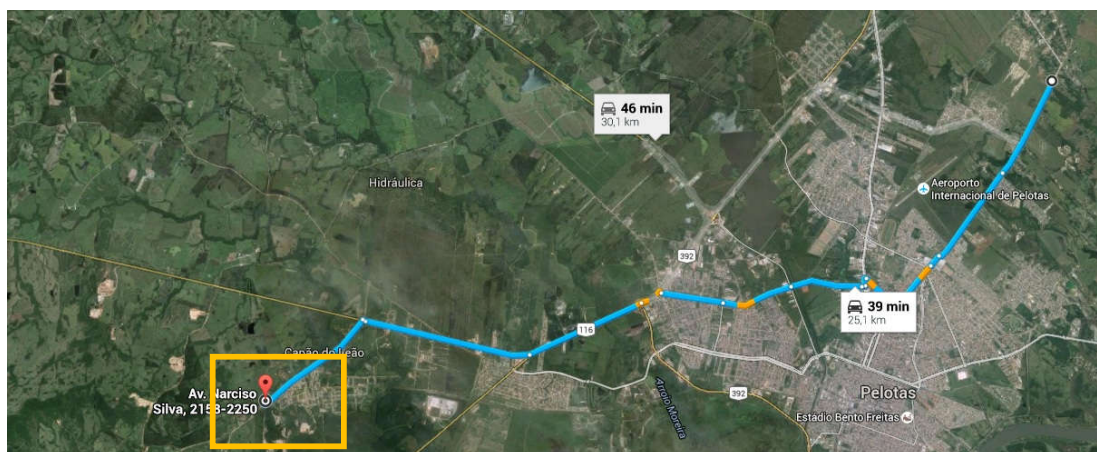 46 min
30,1 km
Hidráulica
Aeroporto
Internacional de Pelotas
392
39 min
25,1 km
116
Capão do Leão
Av. Narciso
Silva, 2158-2250
Arroio Moreira
392
Pelotas
Estádio Bento Freitas